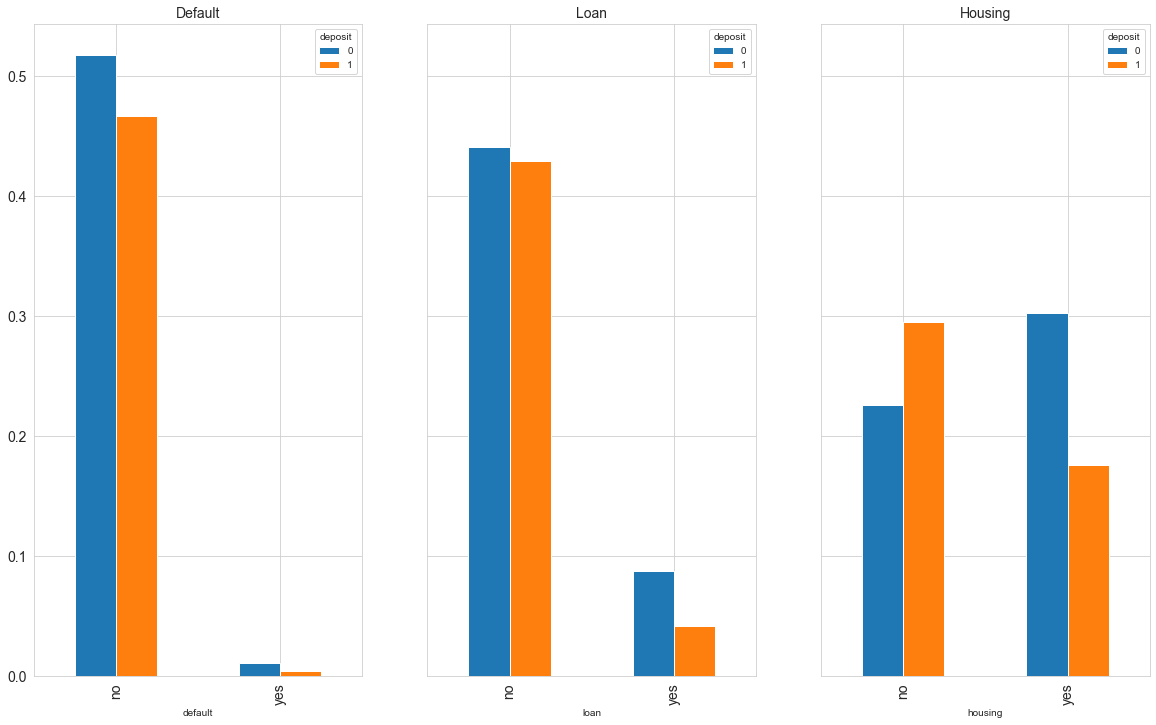 Default
deposit
0
1
0.5
0.4
0.3
0.2
0.1
0.0
no
yes
default
Loan
deposit
0
1
no
yes
loan
Housing
deposit
0
1
no
yes
housing